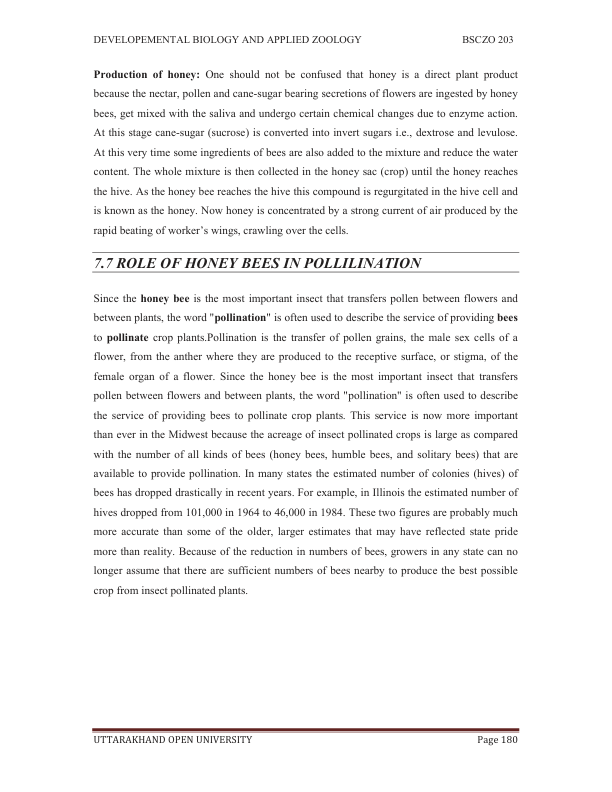 DEVELOPEMENTAL BIOLOGY AND APPLIED ZOOLOGY BSCZO 203
Production of honey: One should not be confused that honey is a direct plant product
because the nectar, pollen and cane-sugar bearing secretions of flowers are ingested by honey
bees, get mixed with the saliva and undergo certain chemical changes due to enzyme action.
At this stage cane-sugar (sucrose) is converted into invert sugars i.e., dextrose and levulose.
At this very time some ingredients of bees are also added to the mixture and reduce the water
content. The whole mixture is then collected in the honey sac (crop) until the honey reaches
the hive. As the honey bee reaches the hive this compound is regurgitated in the hive cell and
is known as the honey. Now honey is concentrated by a strong current of air produced by the
rapid beating of worker’s wings, crawling over the cells.
7.7 ROLE OF HONEY BEES IN POLLILINATION
Since the honey bee is the most important insect that transfers pollen between flowers and
between plants, the word "pollination" is often used to describe the service of providing bees
to pollinate crop plants.Pollination is the transfer of pollen grains, the male sex cells of a
flower, from the anther where they are produced to the receptive surface, or stigma, of the
female organ of a flower. Since the honey bee is the most important insect that transfers
pollen between flowers and between plants, the word "pollination" is often used to describe
the service of providing bees to pollinate crop plants. This service is now more important
than ever in the Midwest because the acreage of insect pollinated crops is large as compared
with the number of all kinds of bees (honey bees, humble bees, and solitary bees) that are
available to provide pollination. In many states the estimated number of colonies (hives) of
bees has dropped drastically in recent years. For example, in Illinois the estimated number of
hives dropped from 101,000 in 1964 to 46,000 in 1984. These two figures are probably much
more accurate than some of the older, larger estimates that may have reflected state pride
more than reality. Because of the reduction in numbers of bees, growers in any state can no
longer assume that there are sufficient numbers of bees nearby to produce the best possible
crop from insect pollinated plants.
UTTARAKHAND OPEN UNIVERSITY Page 180